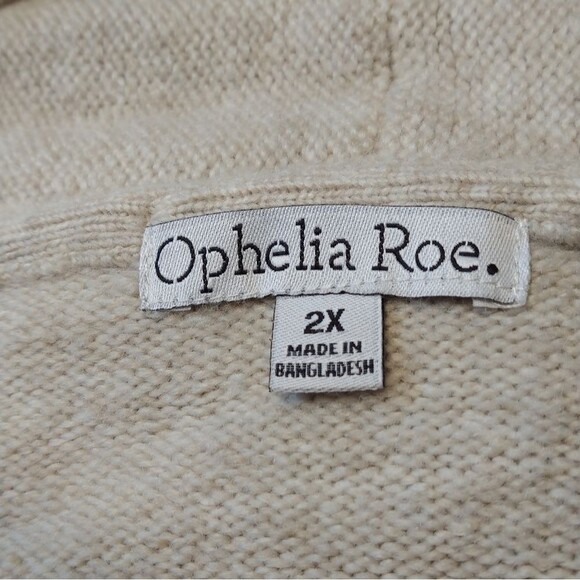 Ophelia Roe.
2X
MADE IN
BANGLADESH